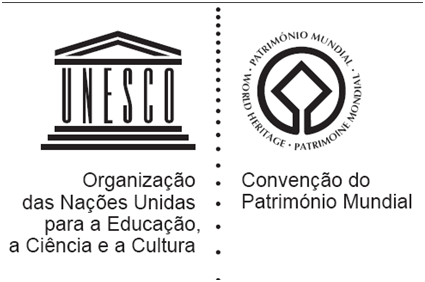 UNESCO
Organização
das Nações Unidas
para a Educação,
a Ciência e a Cultura
PATRIMÓNIO MUNDIAL • WORLD HERITAGE • PATRIMOINE MONDIAL •
Convenção do
Património Mundial